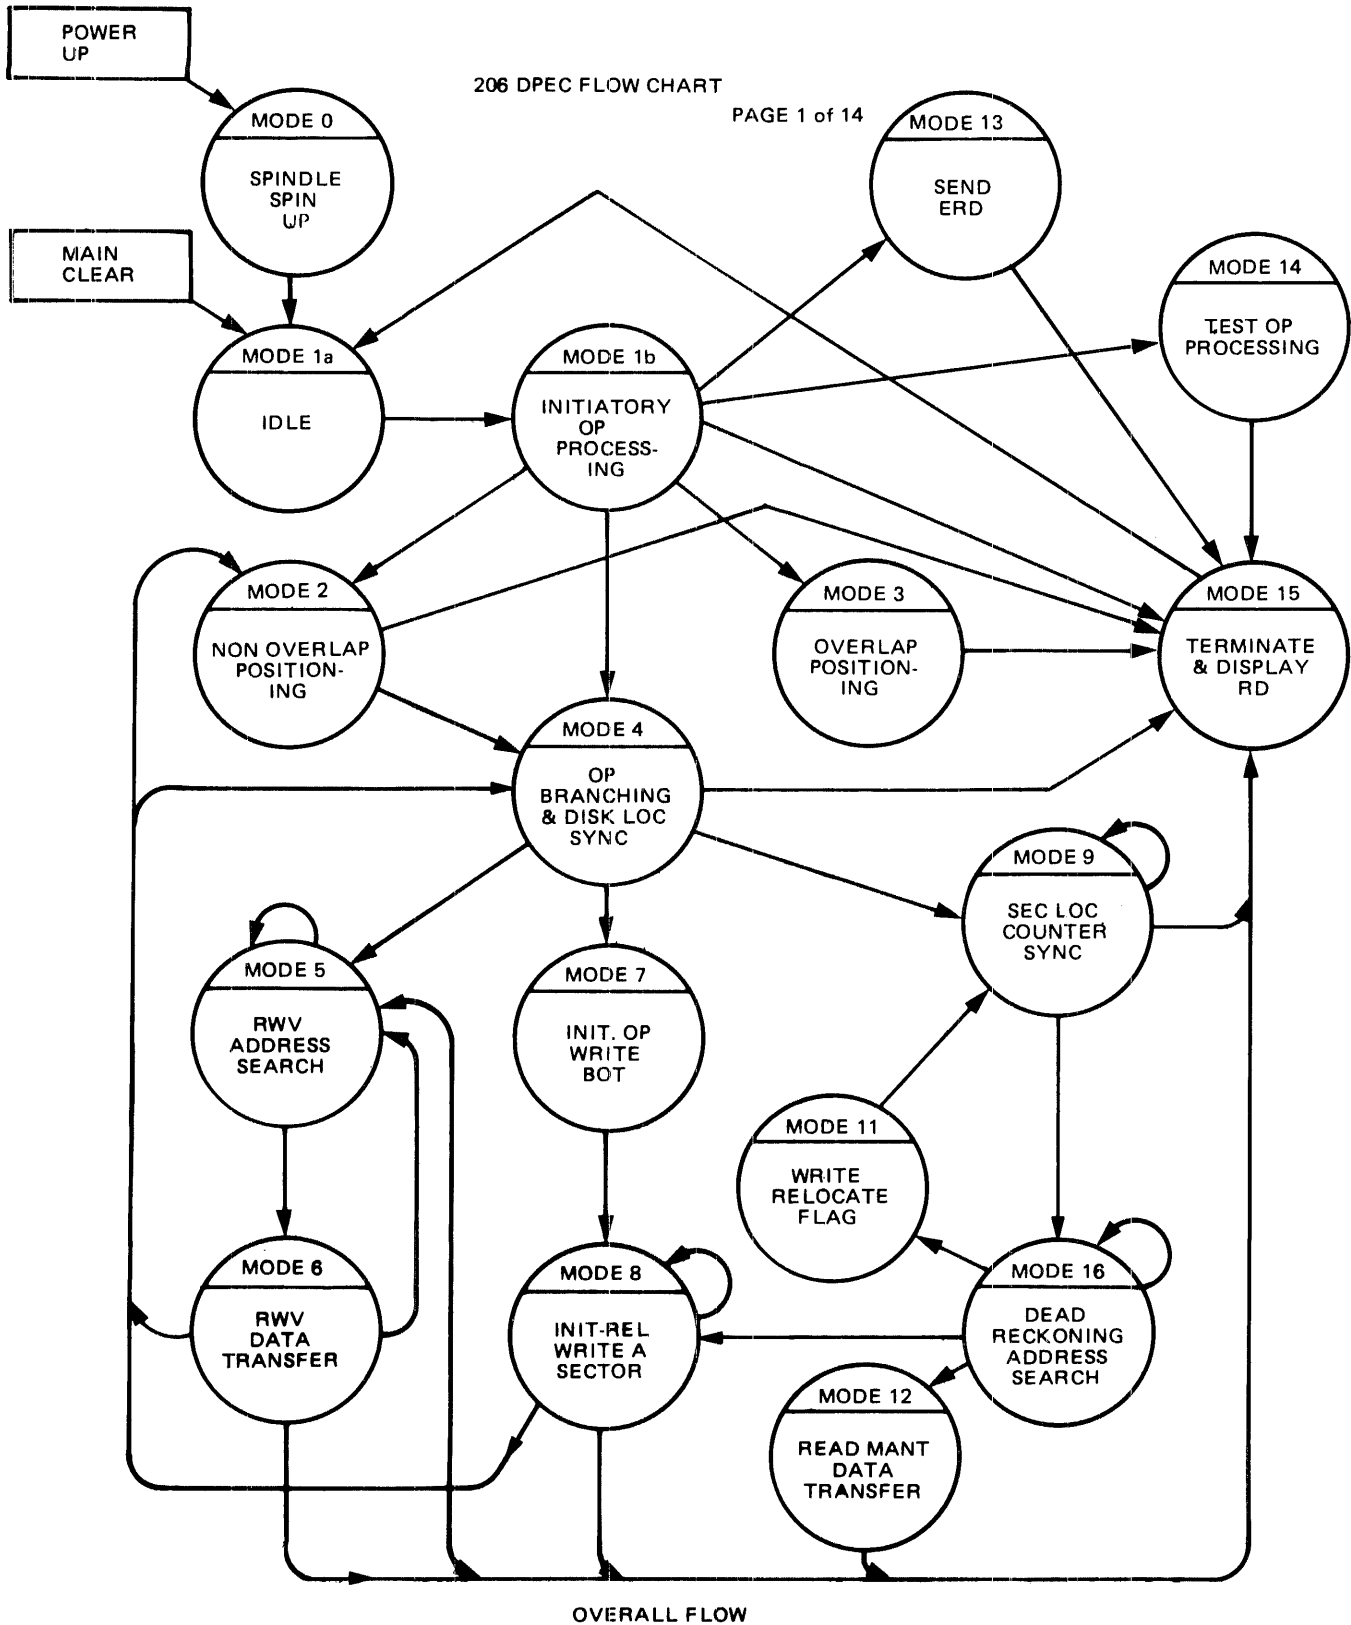 POWER
UP
206 DPEC FLOW CHART
PAGE 1 of 14
MODE 0
SPINDLE
SPIN
UP
MODE 13
SEND
ERD
MAIN
CLEAR
MODE 14
TEST OP
PROCESSING
MODE 1a
IDLE
MODE 1b
INITIATORY
OP
PROCESS-
ING
MODE 2
NON OVERLAP
POSITION-
ING
MODE 3
OVERLAP
POSITION-
ING
MODE 15
TERMINATE
& DISPLAY
RD
MODE 4
OP
BRANCHING
& DISK LOC
SYNC
MODE 9
SEC LOC
COUNTER
SYNC
MODE 5
RWV
ADDRESS
SEARCH
MODE 7
INIT. OP
WRITE
BOT
MODE 11
WRITE
RELOCATE
FLAG
MODE 6
RWV
DATA
TRANSFER
MODE 8
INIT-REL
WRITE A
SECTOR
MODE 16
DEAD
RECKONING
ADDRESS
SEARCH
MODE 12
READ MANT
DATA
TRANSFER
OVERALL FLOW